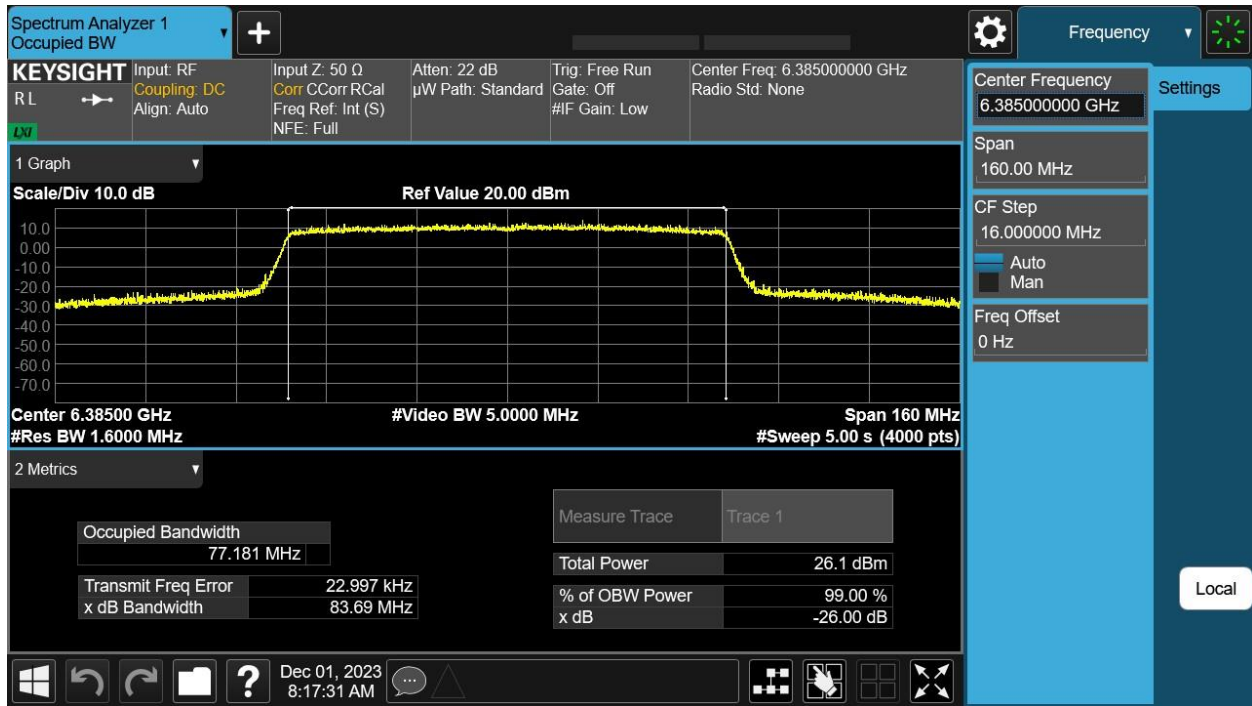 Spectrum Analyzer 1
Occupied BW
+
Frequency
KEYSIGHT
RL
LXI
Input: RF
Coupling: DC
Align: Auto
Input Z: 50 Ω
Corr CCorr RCal
Freq Ref: Int (S)
NFE: Full
Atten: 22 dB
µW Path: Standard
Trig: Free Run
Gate: Off
#IF Gain: Low
Center Freq: 6.385000000 GHz
Radio Std: None
Center Frequency
6.385000000 GHz
Settings
Span
160.00 MHz
CF Step
16.000000 MHz
Auto
Man
Freq Offset
0 Hz
Local
1 Graph
Scale/Div 10.0 dB
Ref Value 20.00 dBm
10.0
0.00
-10.0
-20.0
-30.0
-40.0
-50.0
-60.0
-70.0
Center 6.38500 GHz
#Video BW 5.0000 MHz
Span 160 MHz
#Res BW 1.6000 MHz
#Sweep 5.00 s (4000 pts)
2 Metrics
Measure Trace Trace 1
Occupied Bandwidth
77.181 MHz
Total Power 26.1 dBm
Transmit Freq Error 22.997 kHz
% of OBW Power 99.00 %
x dB Bandwidth 83.69 MHz
x dB -26.00 dB
?
Dec 01, 2023
8:17:31 AM